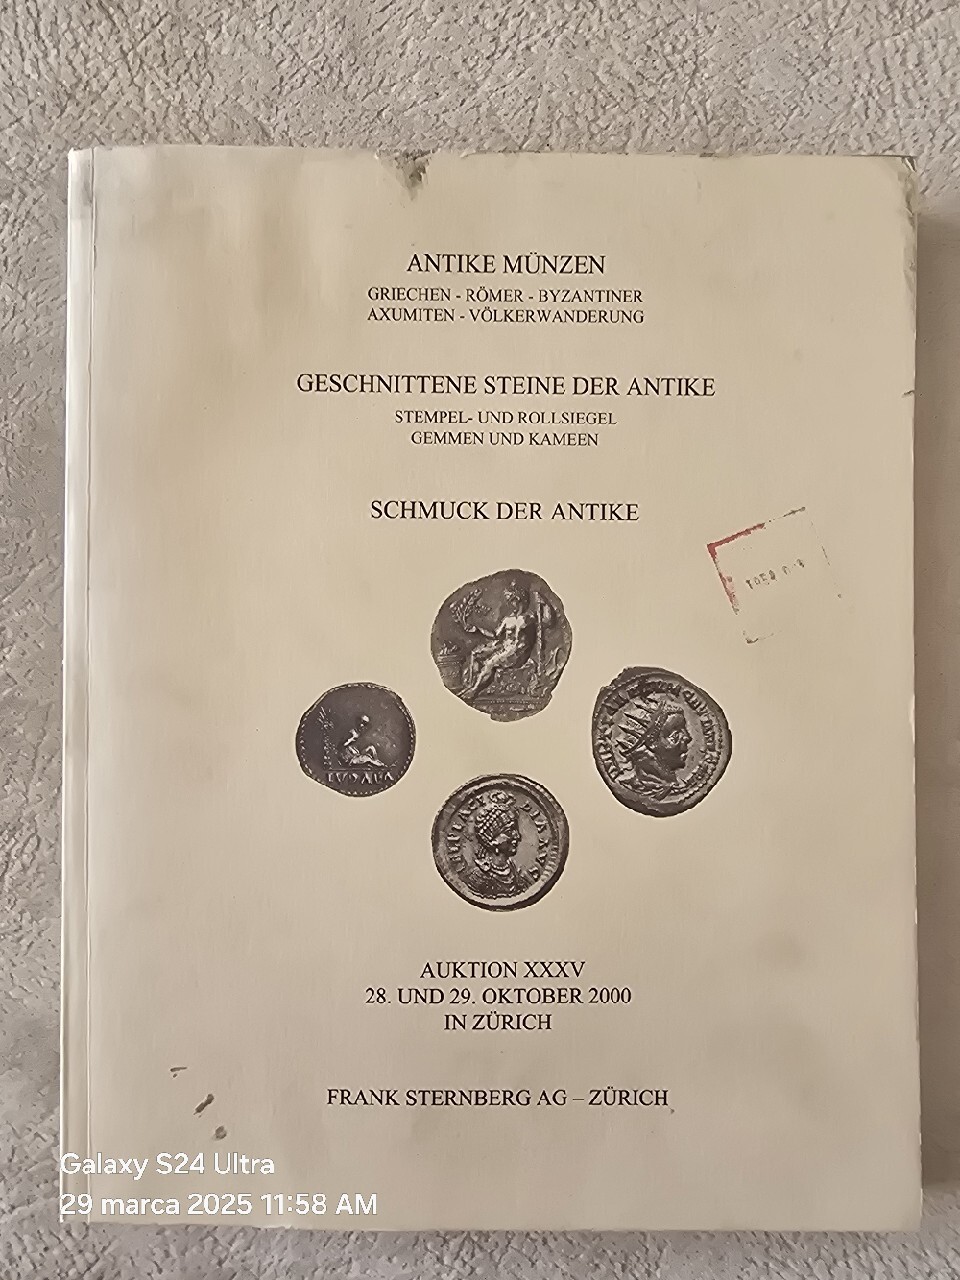 ANTIKE MÜNZEN
GRIECHEN - RÖMER - BYZANTINER
AXUMITEN - VÖLKERWANDERUNG
GESCHNITTENE STEINE DER ANTIKE
STEMPEL- UND ROLLSIEGEL
GEMMEN UND KAMEEN
SCHMUCK DER ANTIKE
AUKTION XXXV
28. UND 29. OKTOBER 2000
IN ZÜRICH
FRANK STERNBERG AG – ZÜRICH
Galaxy S24 Ultra
29 marca 2025 11:58 AM